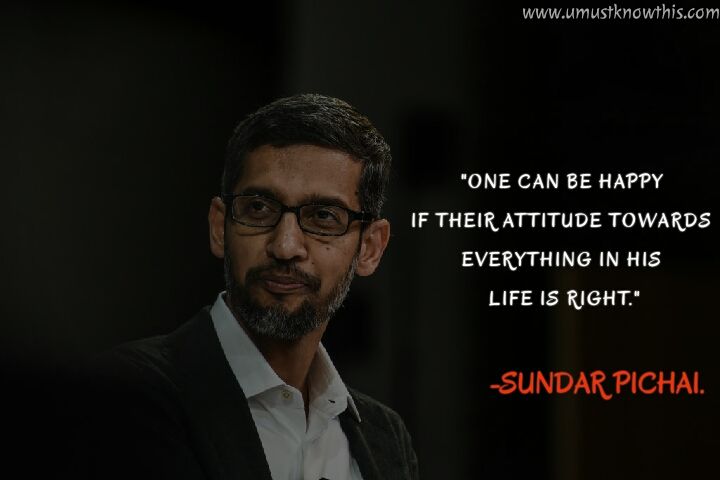 www.umustknowthis.com
"ONE CAN BE HAPPY
IF THEIR ATTITUDE TOWARDS
EVERYTHING IN HIS
LIFE IS RIGHT."
-SUNDAR PICHAI.